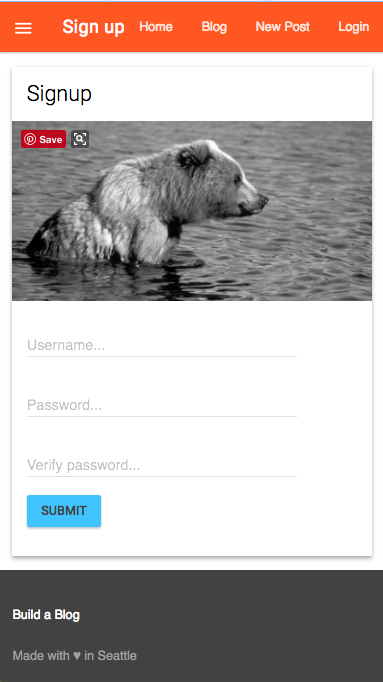 Sign up Home Blog New Post Login
Signup
Save
Username...
Password...
Verify password...
SUBMIT
Build a Blog
Made with ♥ in Seattle